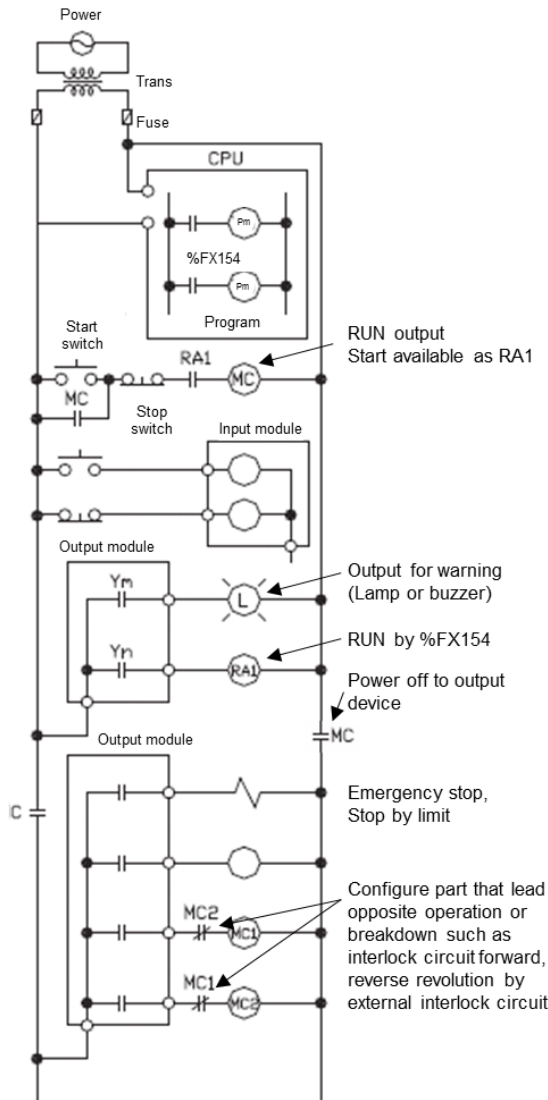 Power
Trans
Fuse
CPU
Pm
%FX154
Pm
Program
Start
switch
RA1
MC
RUN output
Start available as RA1
MC
Stop
switch
Input module
Output module
Ym
L
Output for warning
(Lamp or buzzer)
Yn
RA1
RUN by %FX154
Power off to output
device
MC
Output module
C
Emergency stop,
Stop by limit
MC2
MC1
Configure part that lead
opposite operation or
breakdown such as
interlock circuit forward,
reverse revolution by
external interlock circuit
MC1
MC2